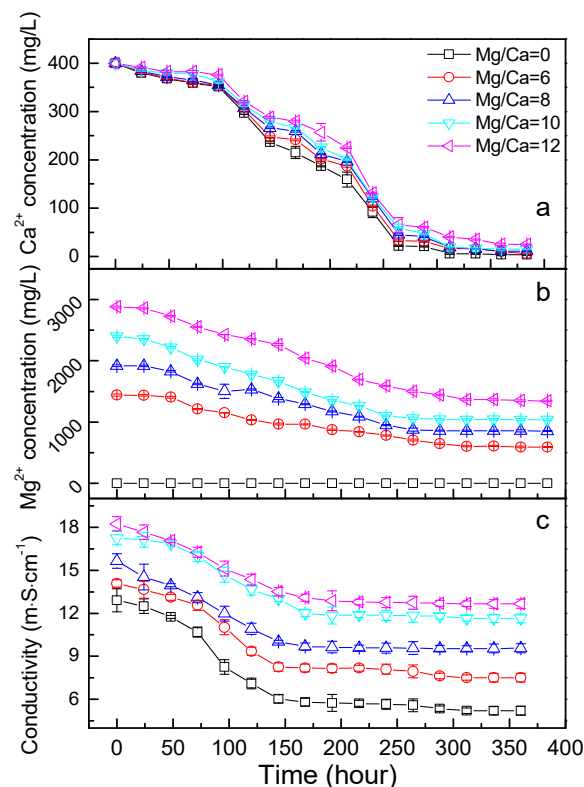 Ca²⁺ concentration (mg/L)
400
300
200
100
0
Mg/Ca=0
Mg/Ca=6
Mg/Ca=8
Mg/Ca=10
Mg/Ca=12
a
Mg²⁺ concentration (mg/L)
3000
2000
1000
0
b
Conductivity (m·S·cm⁻¹)
18
15
12
9
6
c
0 50 100 150 200 250 300 350 400
Time (hour)